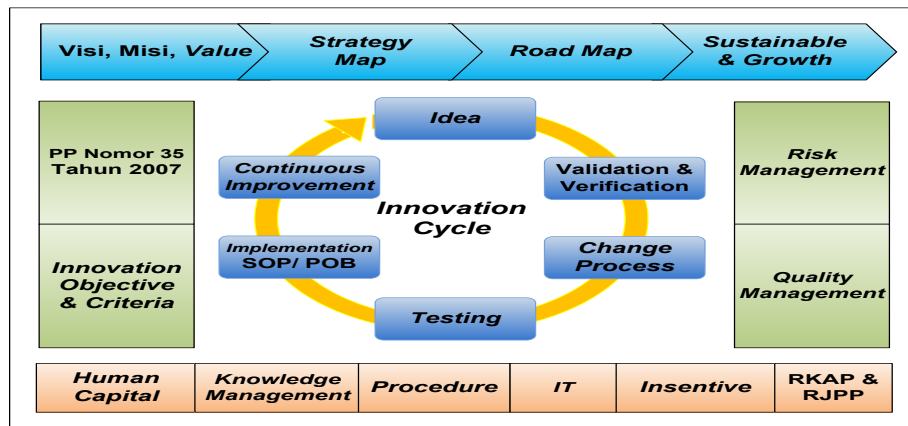 Visi, Misi, Value
Strategy
Map
Road Map
Sustainable
& Growth
PP Nomor 35
Tahun 2007
Innovation
Objective
& Criteria
Idea
Validation &
Verification
Change
Process
Testing
Implementation
SOP/ POB
Continuous
Improvement
Innovation
Cycle
Risk
Management
Quality
Management
Human
Capital
Knowledge
Management
Procedure
IT
Insentive
RKAP &
RJPP